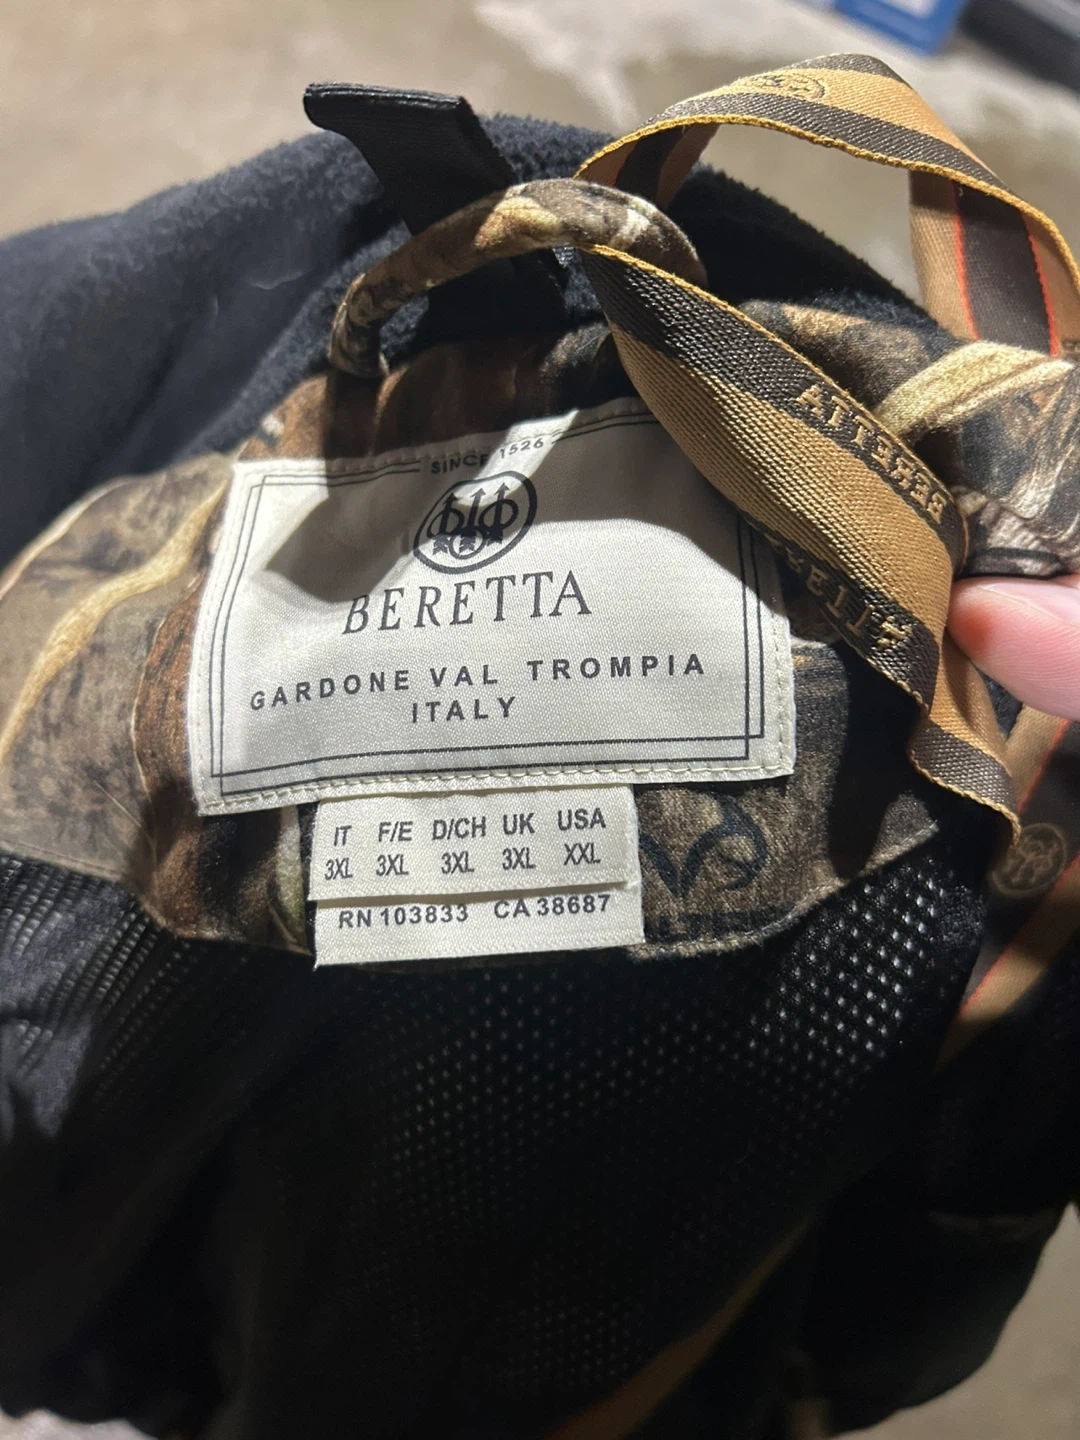 SINCE 1526
BERETTA
GARDONE VAL TROMPIA
ITALY
IT F/E D/CH UK USA
3XL 3XL 3XL 3XL XXL
RN 103833 CA 38687
BERETTA